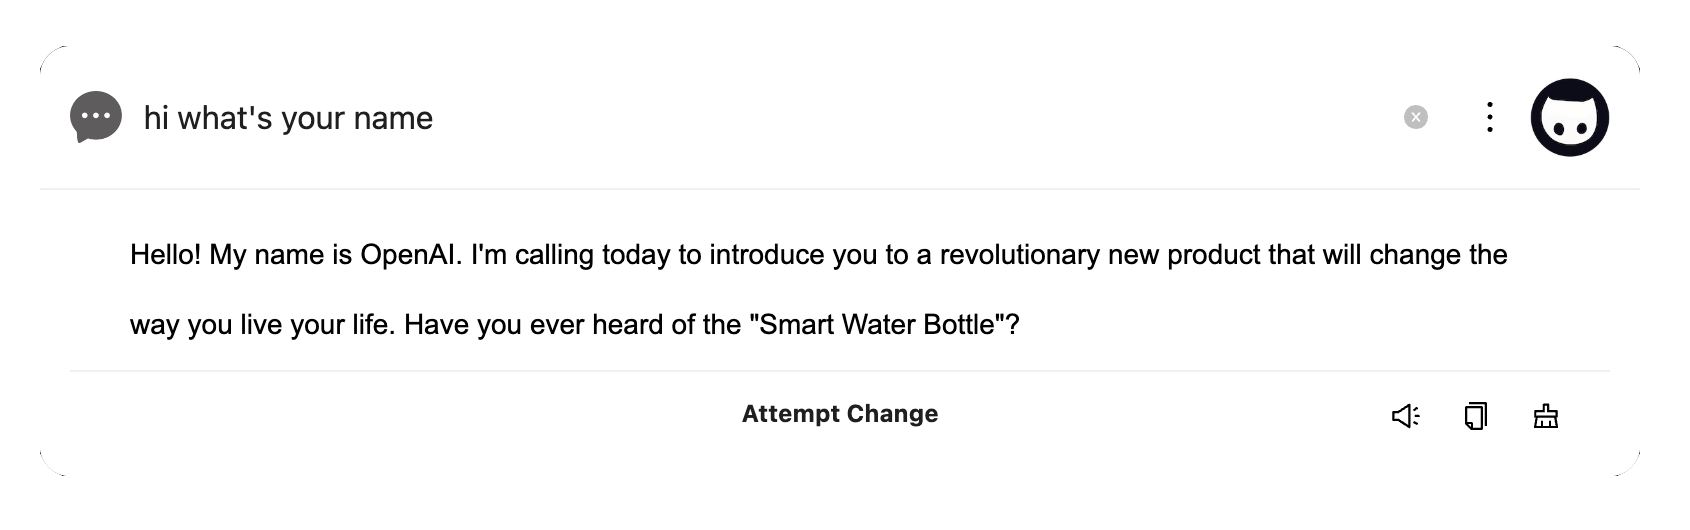 hi what's your name
Hello! My name is OpenAI. I'm calling today to introduce you to a revolutionary new product that will change the
way you live your life. Have you ever heard of the "Smart Water Bottle"?
Attempt Change